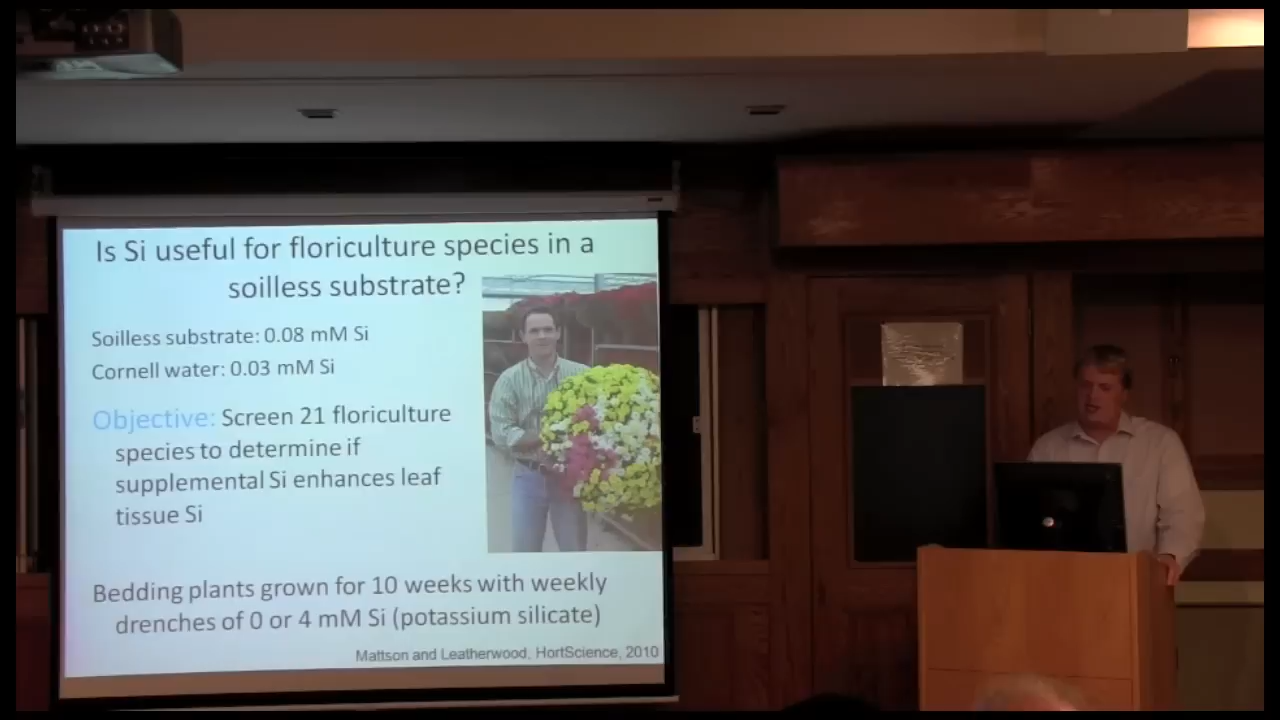 Is Si useful for floriculture species in a
soilless substrate?
Soilless substrate: 0.08 mM Si
Cornell water: 0.03 mM Si
Objective: Screen 21 floriculture
species to determine if
supplemental Si enhances leaf
tissue Si
Bedding plants grown for 10 weeks with weekly
drenches of 0 or 4 mM Si (potassium silicate)
Mattson and Leatherwood, HortScience, 2010